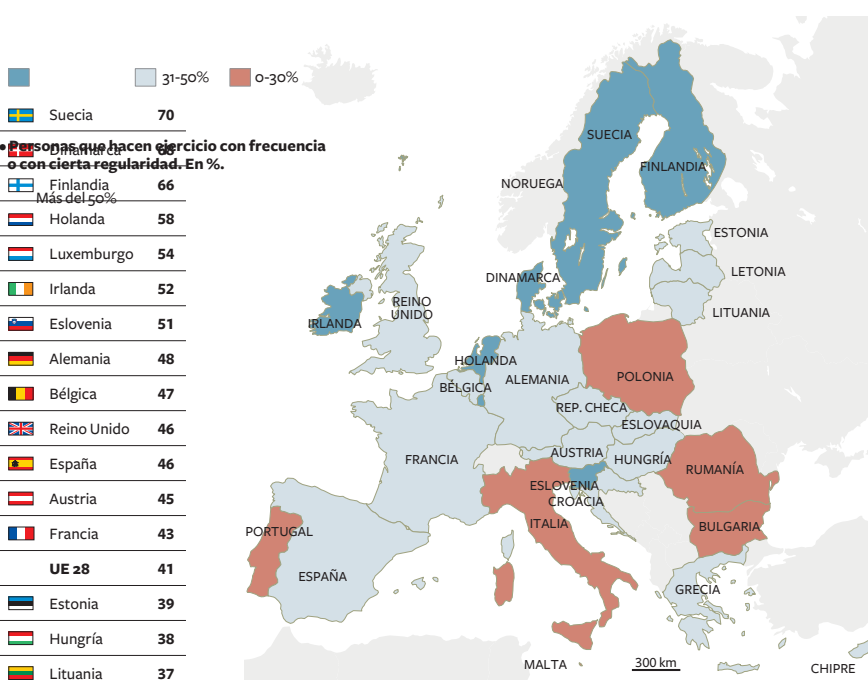 31-50%
0-30%
Suecia 70
• Personas que hacen ejercicio con frecuencia
Dinamarca 68
o con cierta regularidad. En %.
Finlandia 66
Más del 50%
Holanda 58
Luxemburgo 54
Irlanda 52
Eslovenia 51
Alemania 48
Bélgica 47
Reino Unido 46
España 46
Austria 45
Francia 43
UE 28 41
Estonia 39
Hungría 38
Lituania 37
SUECIA
FINLANDIA
NORUEGA
ESTONIA
LETONIA
DINAMARCA
LITUANIA
REINO
UNIDO
IRLANDA
HOLANDA
BÉLGICA
ALEMANIA
POLONIA
REP. CHECA
ESLOVAQUIA
AUSTRIA
HUNGRÍA
FRANCIA
RUMANÍA
ESLOVENIA
CROACIA
ITALIA
BULGARIA
PORTUGAL
ESPAÑA
GRECIA
MALTA
300 km
CHIPRE